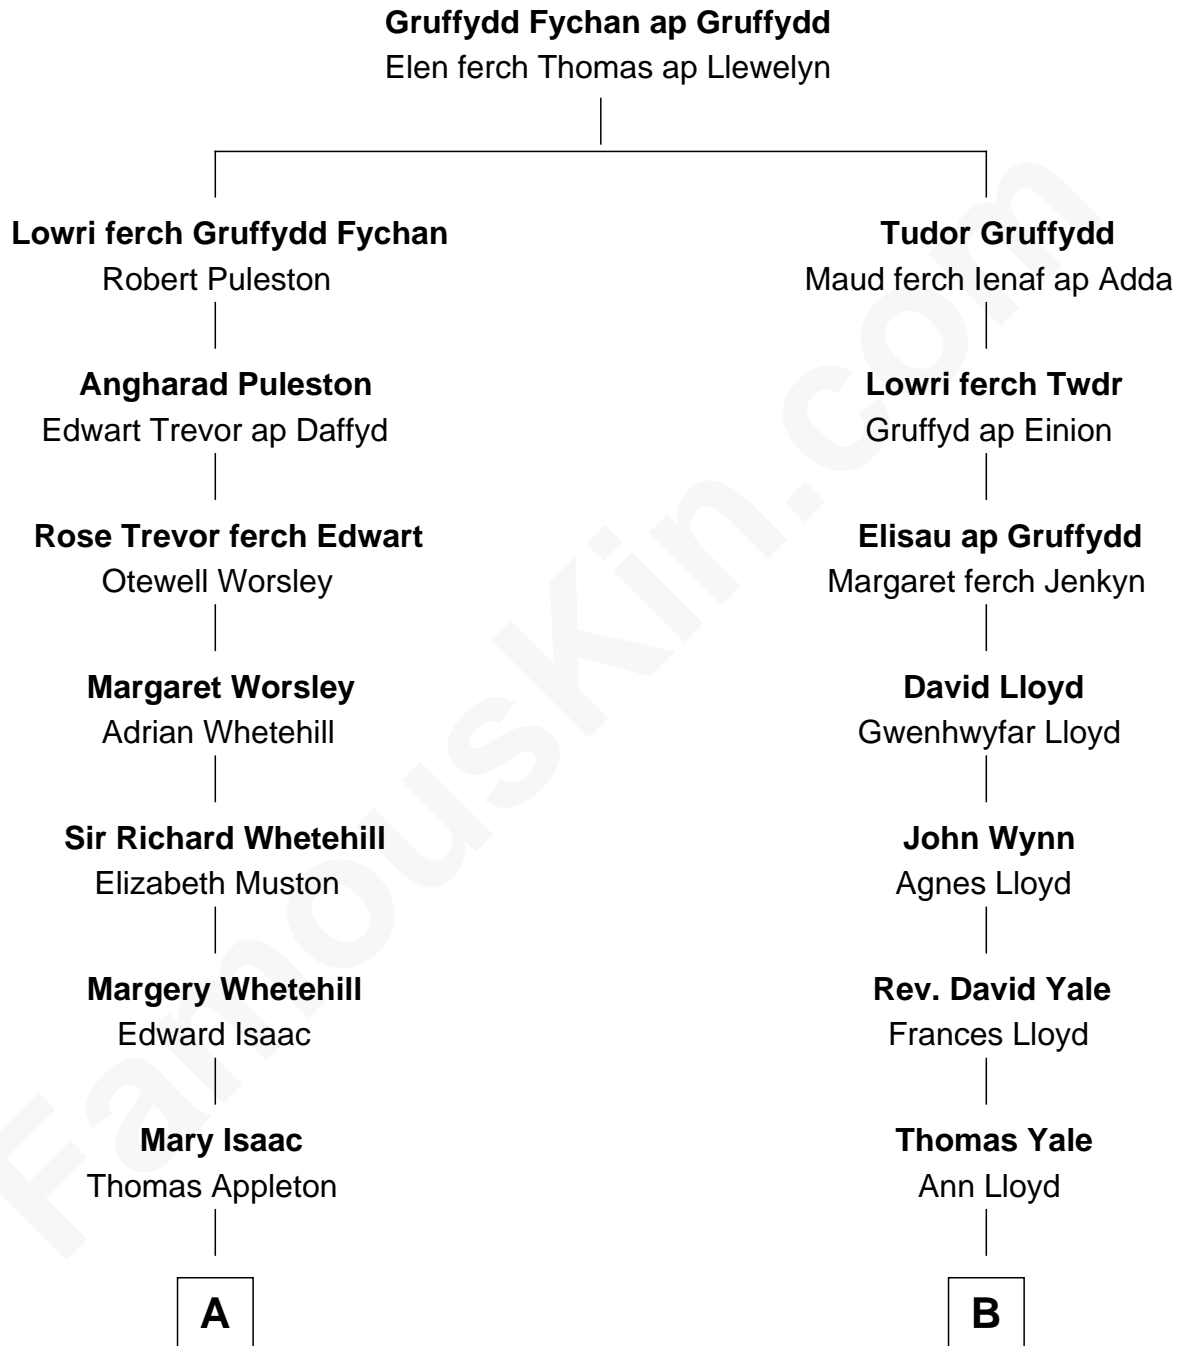 Gruffydd Fychan ap Gruffydd
Elen ferch Thomas ap Llewelyn
Lowri ferch Gruffydd Fychan
Robert Puleston
Tudor Gruffydd
Maud ferch Ienaf ap Adda
Angharad Puleston
Edwart Trevor ap Daffyd
Lowri ferch Twdr
Gruffyd ap Einion
Rose Trevor ferch Edwart
Otewell Worsley
Elisau ap Gruffydd
Margaret ferch Jenkyn
Margaret Worsley
Adrian Whetehill
David Lloyd
Gwenhwyfar Lloyd
Sir Richard Whetehill
Elizabeth Muston
John Wynn
Agnes Lloyd
Margery Whetehill
Edward Isaac
Rev. David Yale
Frances Lloyd
Mary Isaac
Thomas Appleton
Thomas Yale
Ann Lloyd
A
B
FamousKin.com